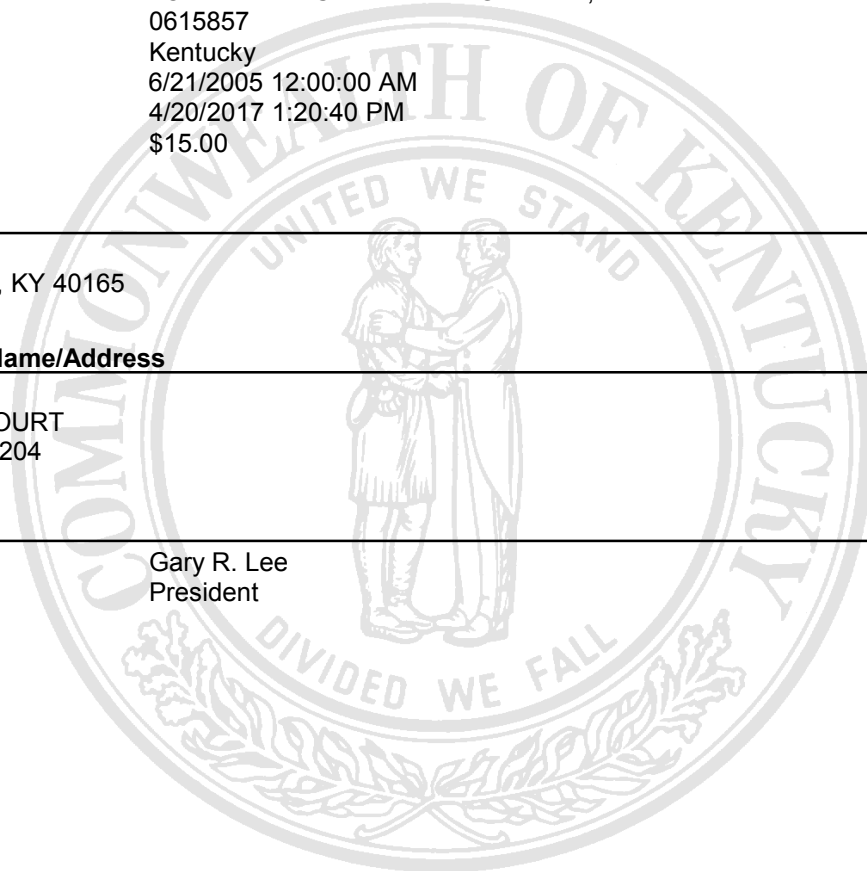 0615857
Kentucky
6/21/2005 12:00:00 AM
4/20/2017 1:20:40 PM
$15.00
COMMONWEALTH OF KENTUCKY
UNITED WE STAND
, KY 40165
Name/Address
OURT
204
Gary R. Lee
President
DIVIDED WE FALL